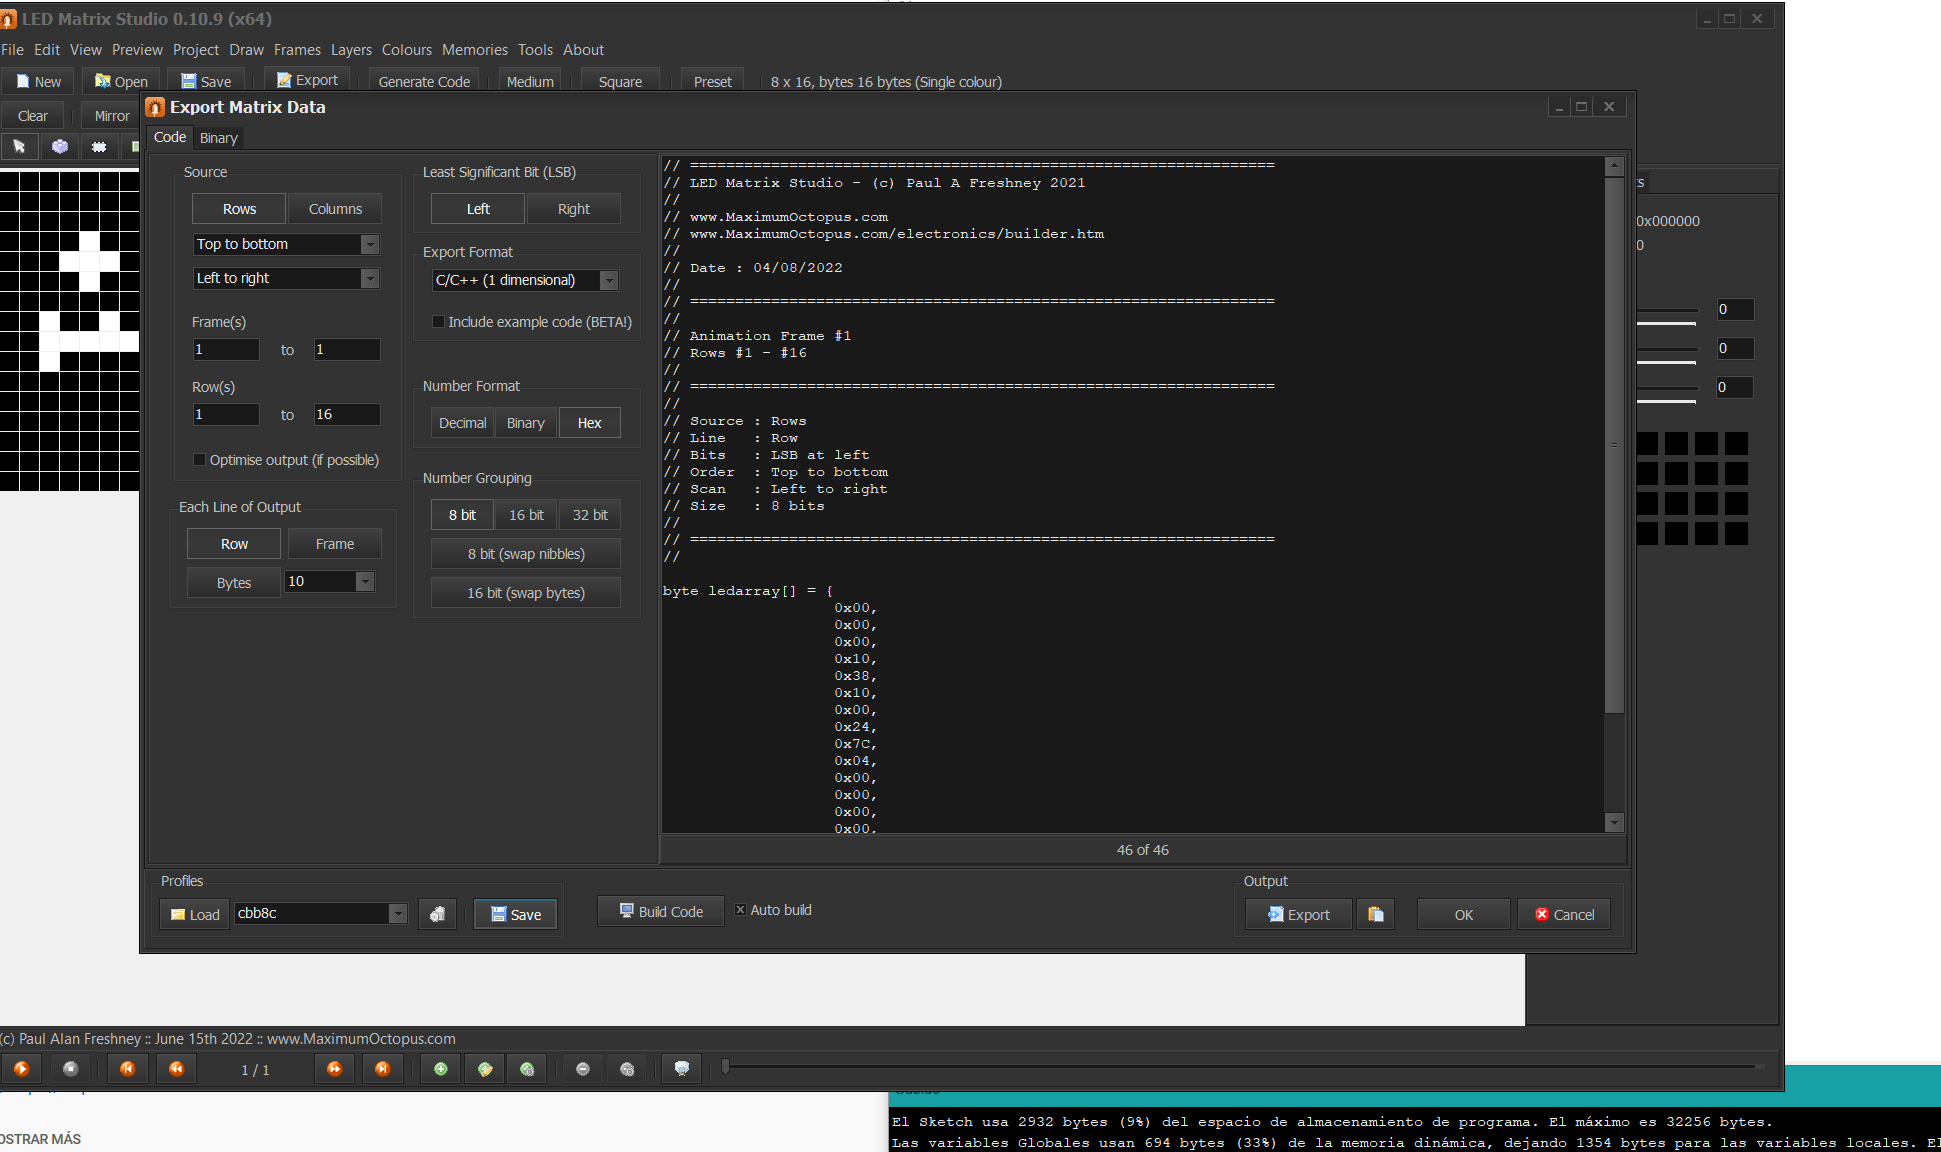 LED Matrix Studio 0.10.9 (x64)
File Edit View Preview Project Draw Frames Layers Colours Memories Tools About
New Open Save Export Generate Code Medium Square Preset 8 x 16, bytes 16 bytes (Single colour)
Clear Mirror
Export Matrix Data
Code Binary
Source
Rows Columns
Top to bottom
Left to right
Frame(s)
1 to 1
Row(s)
1 to 16
Optimise output (if possible)
Each Line of Output
Row Frame
Bytes 10
Least Significant Bit (LSB)
Left Right
Export Format
C/C++ (1 dimensional)
Include example code (BETA!)
Number Format
Decimal Binary Hex
Number Grouping
8 bit 16 bit 32 bit
8 bit (swap nibbles)
16 bit (swap bytes)
// =================================================================
// LED Matrix Studio - (c) Paul A Freshney 2021
//
// www.MaximumOctopus.com
// www.MaximumOctopus.com/electronics/builder.htm
//
// Date : 04/08/2022
//
// =================================================================
//
// Animation Frame #1
// Rows #1 - #16
//
// =================================================================
//
// Source : Rows
// Line : Row
// Bits : LSB at left
// Order : Top to bottom
// Scan : Left to right
// Size : 8 bits
//
// =================================================================
//
byte ledarray[] = {
0x00,
0x00,
0x00,
0x10,
0x38,
0x10,
0x00,
0x24,
0x7C,
0x04,
0x00,
0x00,
0x00,
0x00,
46 of 46
0x000000
0
0
0
0
Profiles
Load cbb8c Save Build Code Auto build
Output
Export OK Cancel
(c) Paul Alan Freshney :: June 15th 2022 :: www.MaximumOctopus.com
1 / 1
OSTRAR MÁS
El Sketch usa 2932 bytes (9%) del espacio de almacenamiento de programa. El máximo es 32256 bytes.
Las variables Globales usan 694 bytes (33%) de la memoria dinámica, dejando 1354 bytes para las variables locales. El